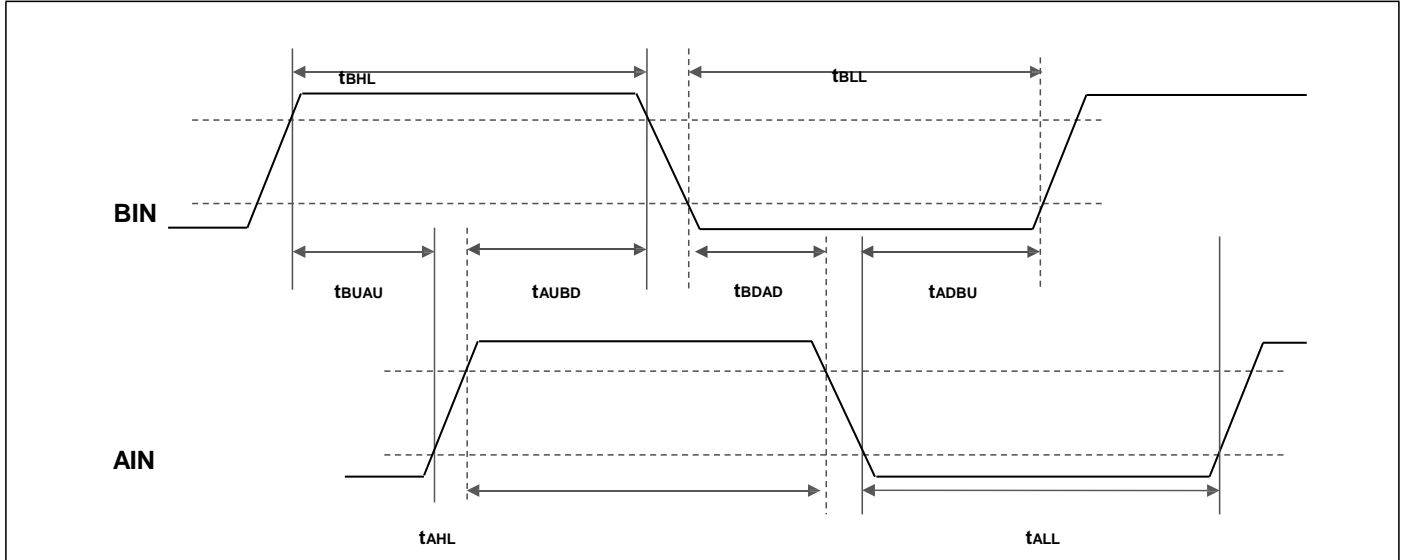 tBHL
tBLL
BIN
tBUAU
tAUBD
tBDAD
tADBU
AIN
tAHL
tALL